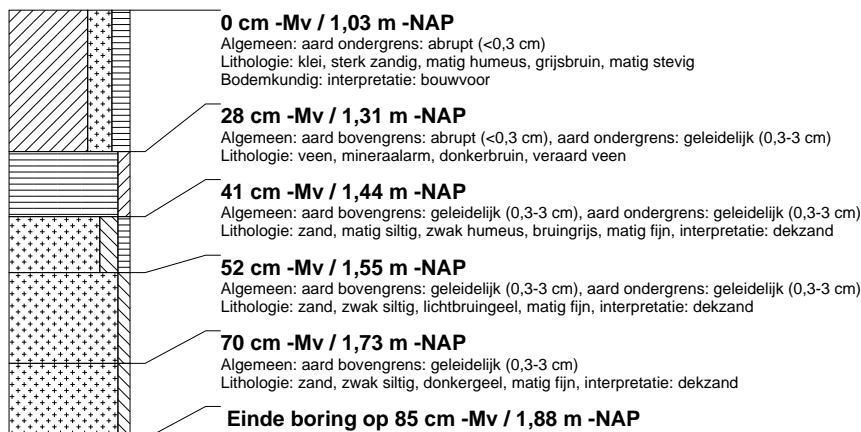 0 cm -Mv / 1,03 m -NAP
Algemeen: aard ondergrens: abrupt (<0,3 cm)
Lithologie: klei, sterk zandig, matig humeus, grijsbruin, matig stevig
Bodemkundig: interpretatie: bouwvoor
28 cm -Mv / 1,31 m -NAP
Algemeen: aard bovengrens: abrupt (<0,3 cm), aard ondergrens: geleidelijk (0,3-3 cm)
Lithologie: veen, mineraalarm, donkerbruin, veraard veen
41 cm -Mv / 1,44 m -NAP
Algemeen: aard bovengrens: geleidelijk (0,3-3 cm), aard ondergrens: geleidelijk (0,3-3 cm)
Lithologie: zand, matig siltig, zwak humeus, bruingrijs, matig fijn, interpretatie: dekzand
52 cm -Mv / 1,55 m -NAP
Algemeen: aard bovengrens: geleidelijk (0,3-3 cm), aard ondergrens: geleidelijk (0,3-3 cm)
Lithologie: zand, zwak siltig, lichtbruingeel, matig fijn, interpretatie: dekzand
70 cm -Mv / 1,73 m -NAP
Algemeen: aard bovengrens: geleidelijk (0,3-3 cm)
Lithologie: zand, zwak siltig, donkergeel, matig fijn, interpretatie: dekzand
Einde boring op 85 cm -Mv / 1,88 m -NAP